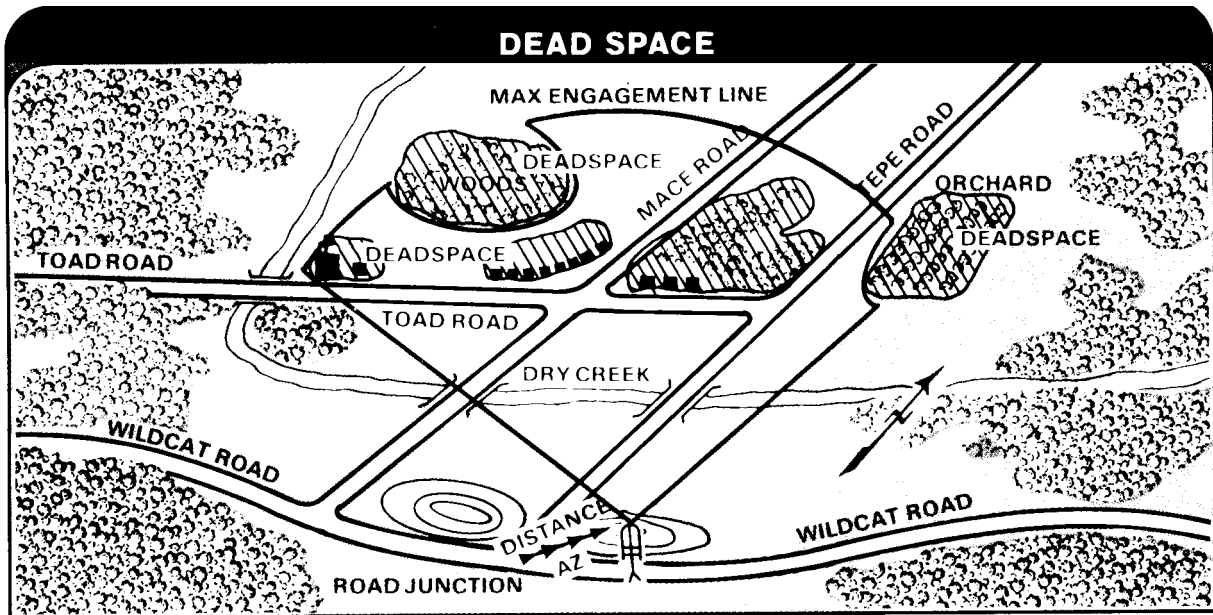 DEAD SPACE
MAX ENGAGEMENT LINE
DEADSPACE
WOODS
MACE ROAD
TEPE ROAD
ORCHARD
DEADSPACE
DEADSPACE
TOAD ROAD
TOAD ROAD
DRY CREEK
N
WILDCAT ROAD
DISTANCE
AZ
WILDCAT ROAD
ROAD JUNCTION